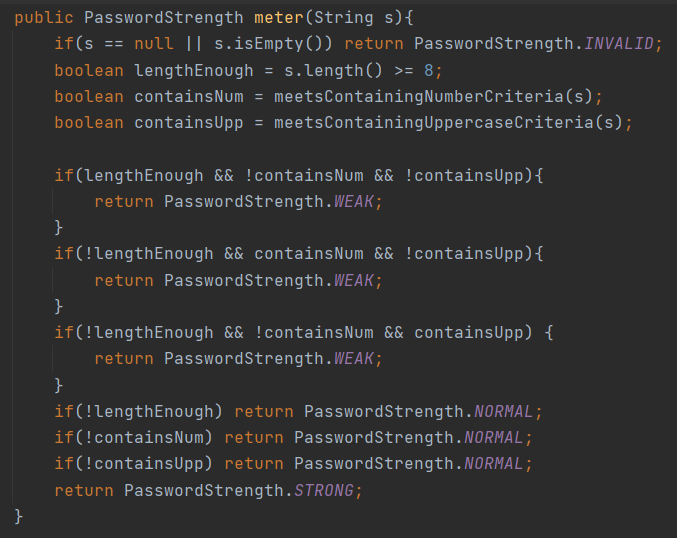 public PasswordStrength meter(String s){
    if(s == null || s.isEmpty()) return PasswordStrength.INVALID;
    boolean lengthEnough = s.length() >= 8;
    boolean containsNum = meetsContainingNumberCriteria(s);
    boolean containsUpp = meetsContainingUppercaseCriteria(s);

    if(lengthEnough && !containsNum && !containsUpp){
        return PasswordStrength.WEAK;
    }
    if(!lengthEnough && containsNum && !containsUpp){
        return PasswordStrength.WEAK;
    }
    if(!lengthEnough && !containsNum && containsUpp) {
        return PasswordStrength.WEAK;
    }
    if(!lengthEnough) return PasswordStrength.NORMAL;
    if(!containsNum) return PasswordStrength.NORMAL;
    if(!containsUpp) return PasswordStrength.NORMAL;
    return PasswordStrength.STRONG;
}